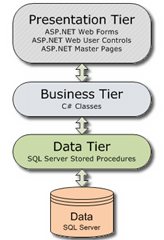 Presentation Tier
ASP.NET Web Forms
ASP.NET Web User Controls
ASP.NET Master Pages
Business Tier
C# Classes
Data Tier
SQL Server Stored Procedures
Data
SQL Server